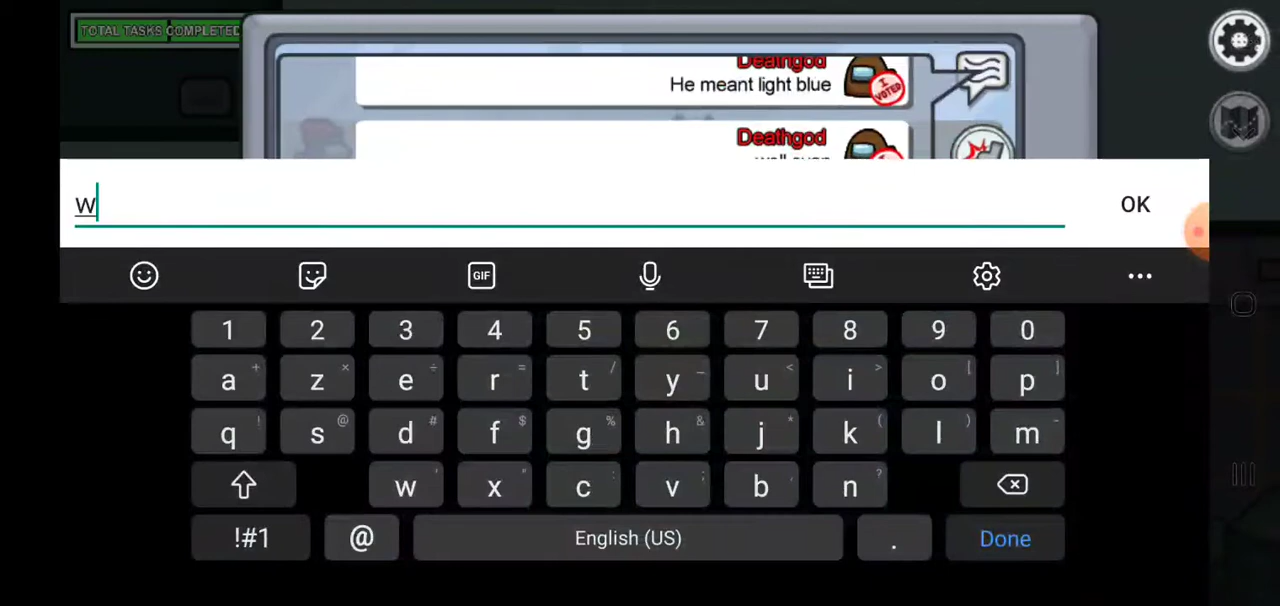 TOTAL TASKS COMPLETED
Deathgod
He meant light blue
I VOTED
Deathgod
w
OK
GIF
1 2 3 4 5 6 7 8 9 0
a + z × e ÷ r = t / y _ u < i > o [ p ]
q ! s @ d # f $ g % h & j * k ( l ) m -
w ' x " c : v ; b , n ?
!#1 @ English (US) . Done